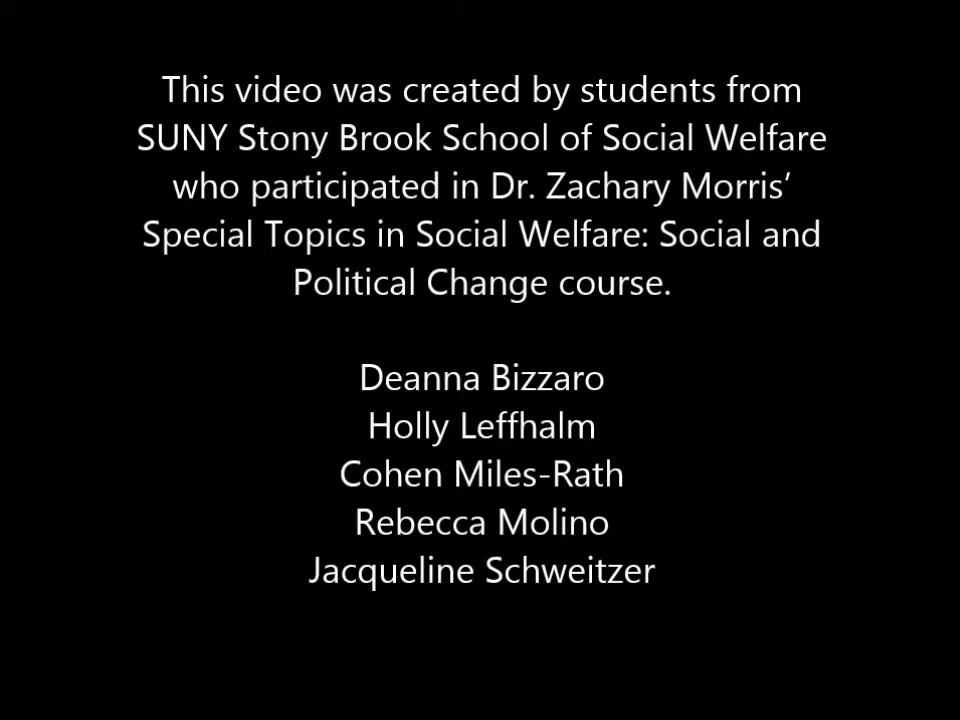 This video was created by students from
SUNY Stony Brook School of Social Welfare
who participated in Dr. Zachary Morris’
Special Topics in Social Welfare: Social and
Political Change course.
Deanna Bizzaro
Holly Leffhalm
Cohen Miles-Rath
Rebecca Molino
Jacqueline Schweitzer